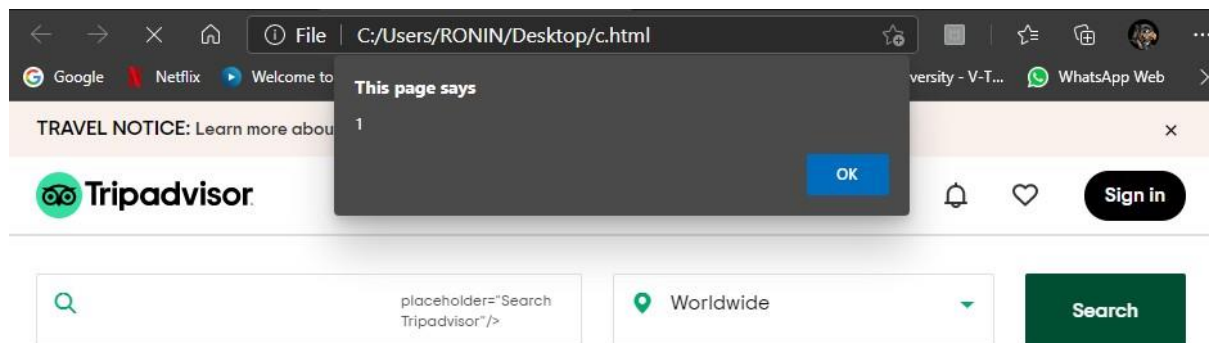 File C:/Users/RONIN/Desktop/c.html
Google Netflix Welcome to versity - V-T... WhatsApp Web
This page says
1
OK
TRAVEL NOTICE: Learn more abou
Tripadvisor
Sign in
placeholder="Search
Tripadvisor"/>
Worldwide
Search